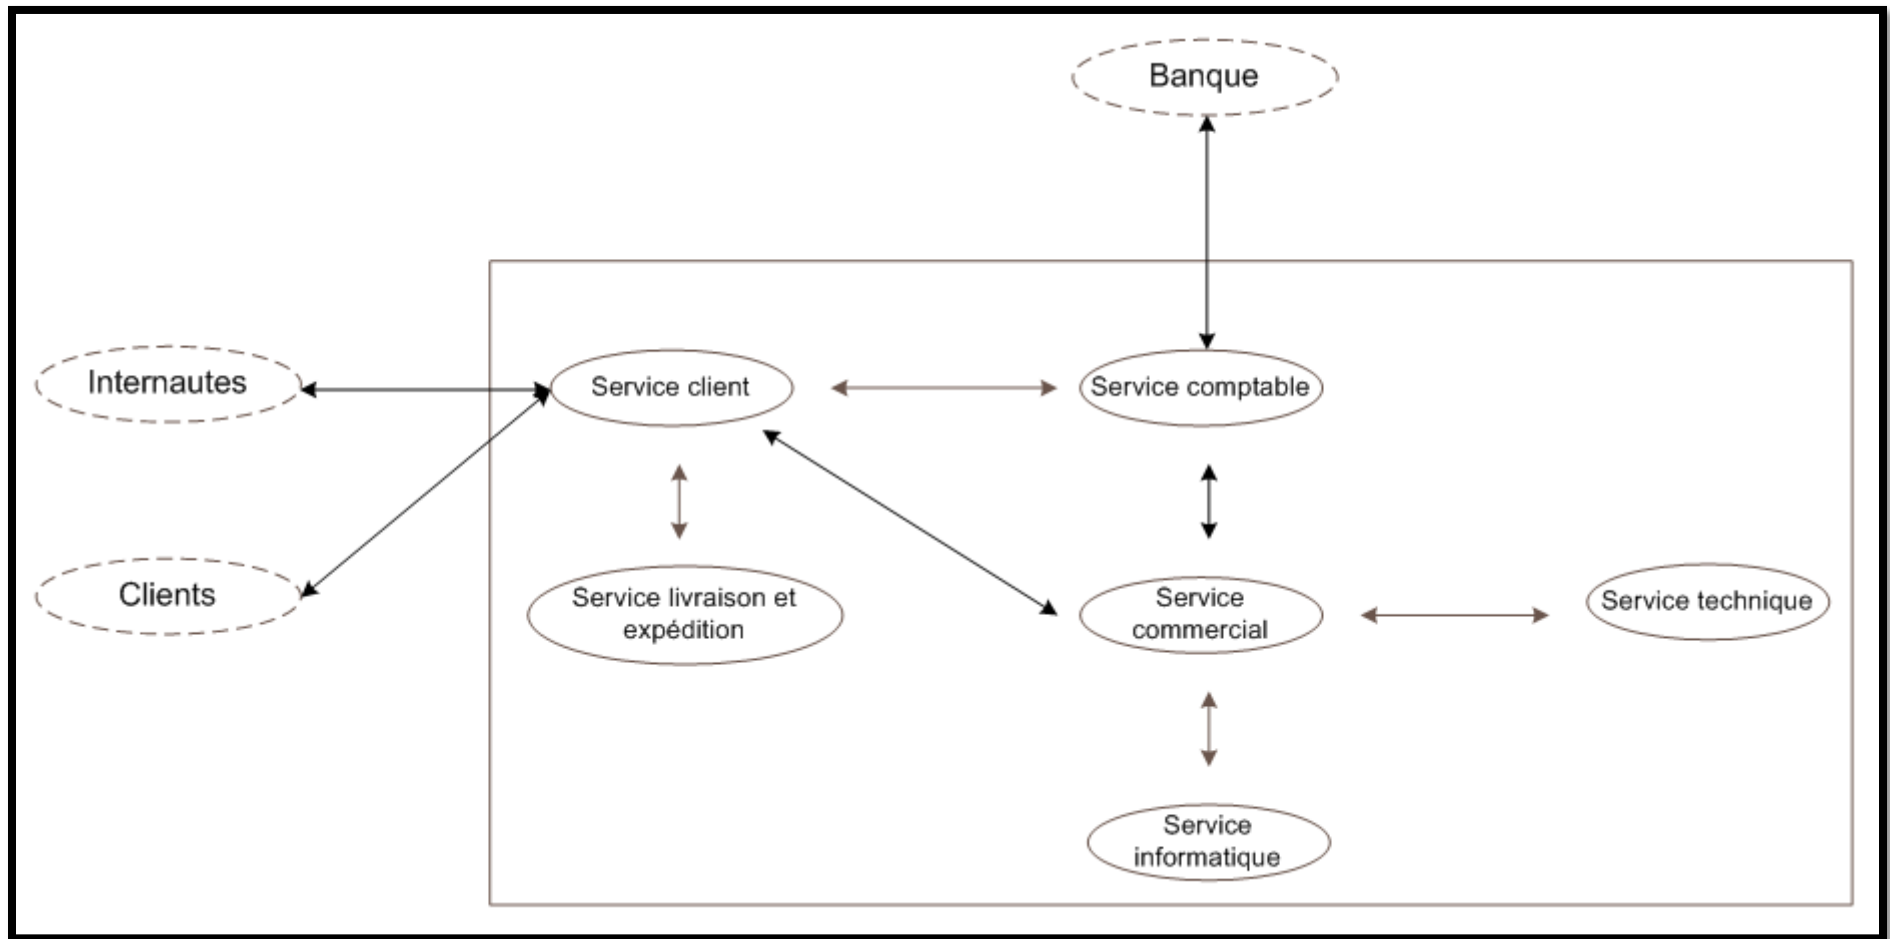 Banque
Internautes
Service client
Service comptable
Clients
Service livraison et
expédition
Service
commercial
Service technique
Service
informatique